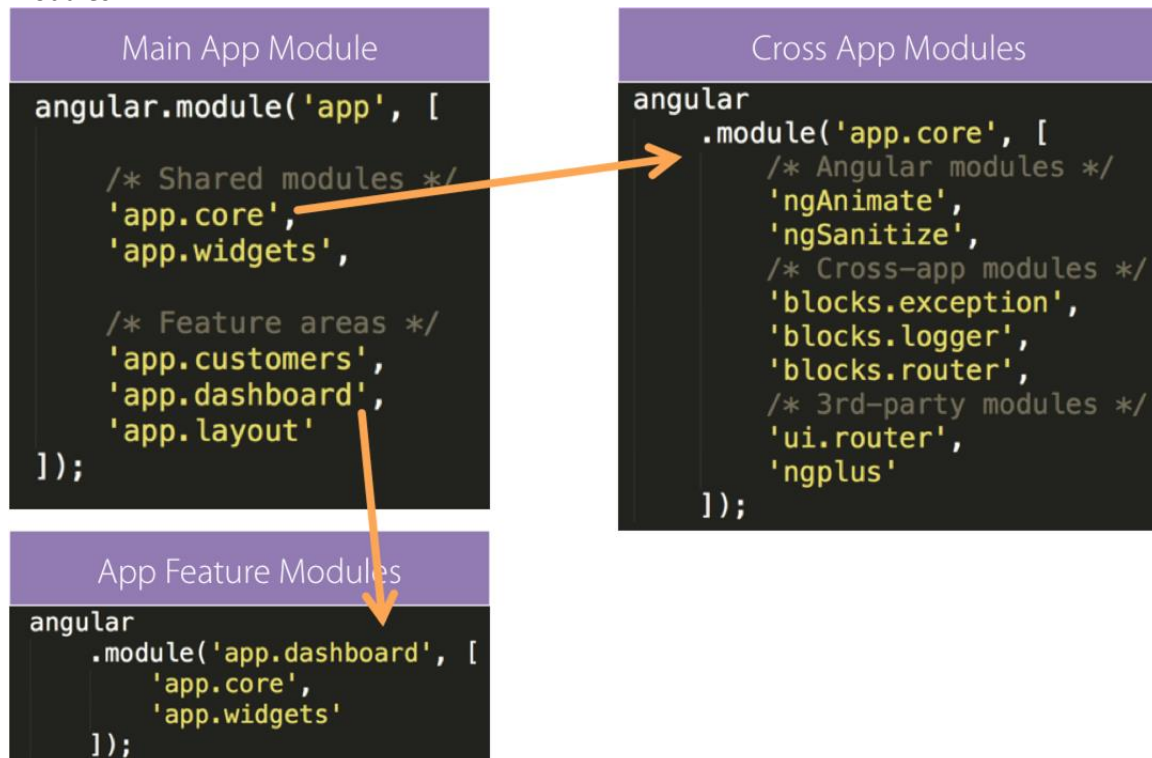 Main App Module
angular.module('app', [
/* Shared modules */
'app.core',
'app.widgets',
/* Feature areas */
'app.customers',
'app.dashboard',
'app.layout'
]);
Cross App Modules
angular
.module('app.core', [
/* Angular modules */
'ngAnimate',
'ngSanitize',
/* Cross-app modules */
'blocks.exception',
'blocks.logger',
'blocks.router',
/* 3rd-party modules */
'ui.router',
'ngplus'
]);
App Feature Modules
angular
.module('app.dashboard', [
'app.core',
'app.widgets'
]);